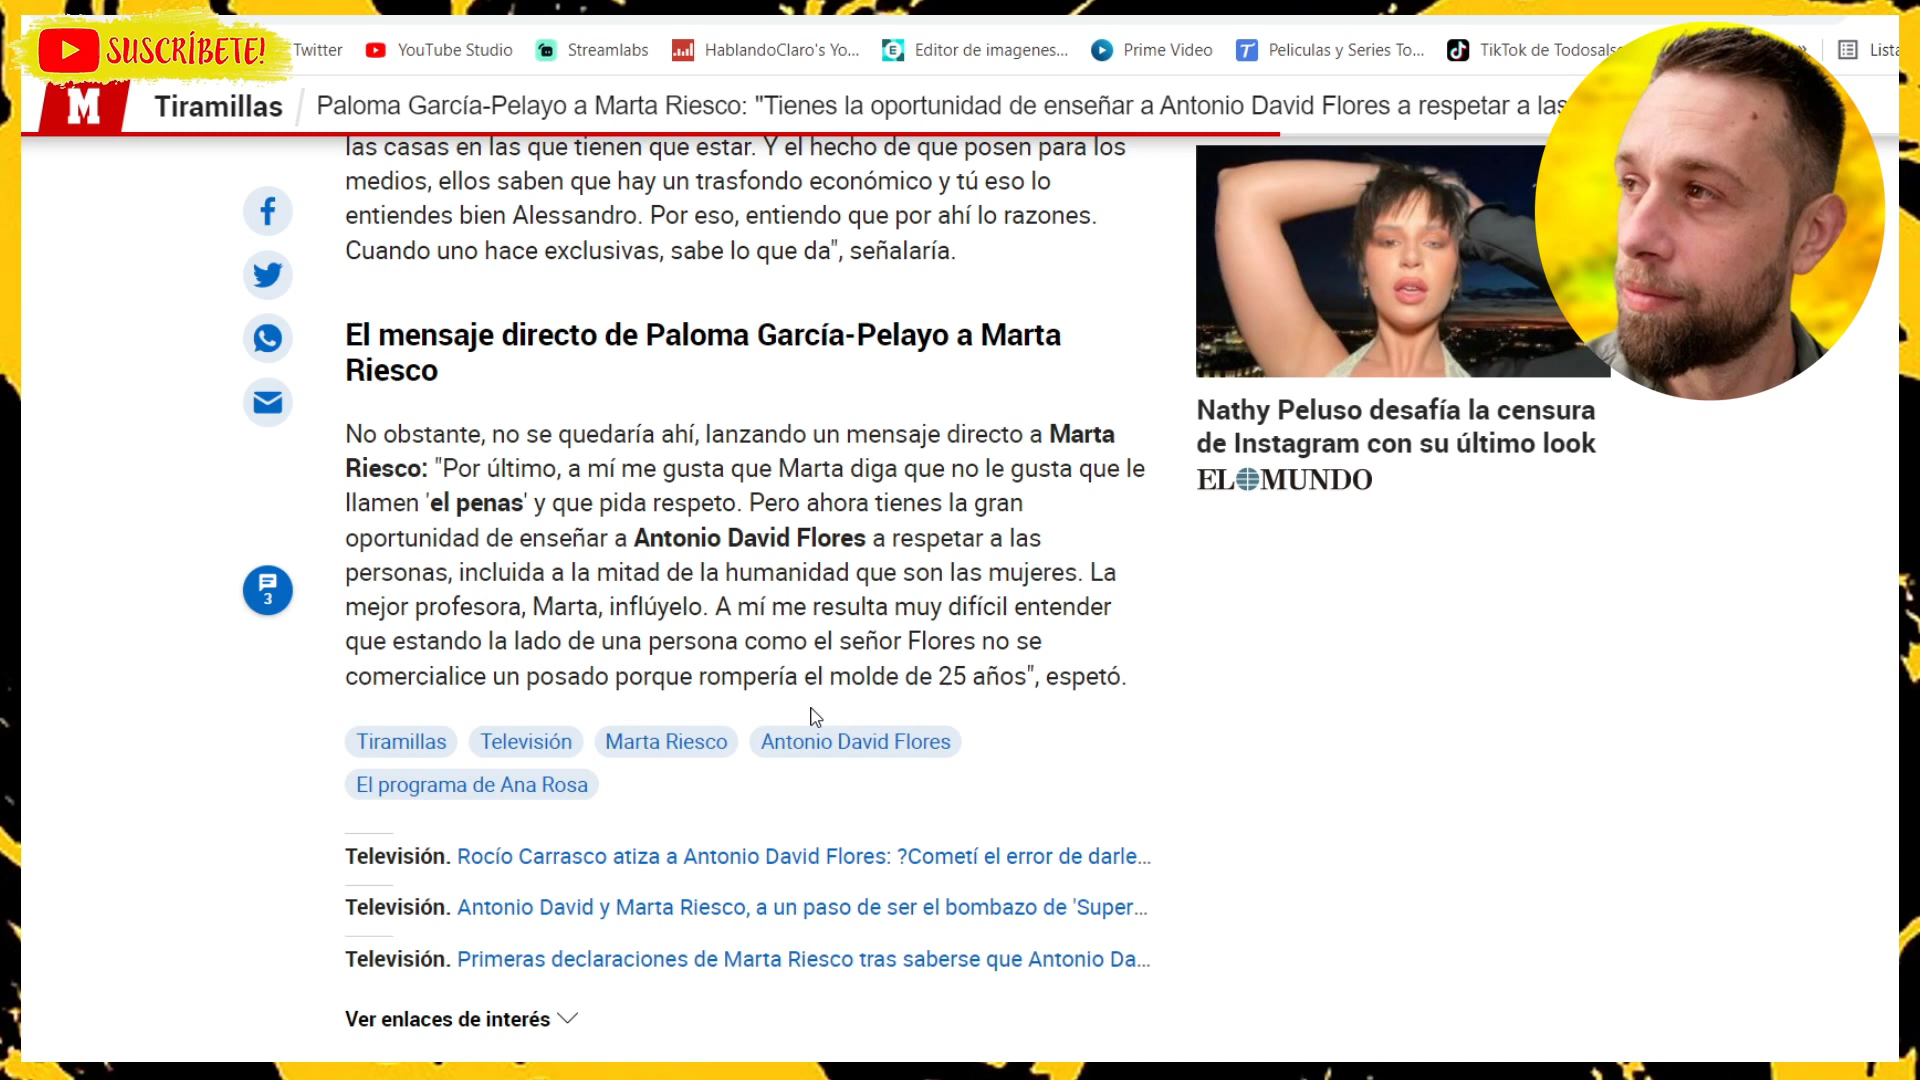 SUSCRÍBETE!
Twitter
YouTube Studio
Streamlabs
HablandoClaro's Yo...
Editor de imagenes...
Prime Video
Peliculas y Series To...
TikTok de Todosals
»
Lista
M
Tiramillas
Paloma García-Pelayo a Marta Riesco: "Tienes la oportunidad de enseñar a Antonio David Flores a respetar a las
las casas en las que tienen que estar. Y el hecho de que posen para los
medios, ellos saben que hay un trasfondo económico y tú eso lo
entiendes bien Alessandro. Por eso, entiendo que por ahí lo razones.
Cuando uno hace exclusivas, sabe lo que da", señalaría.
El mensaje directo de Paloma García-Pelayo a Marta
Riesco
No obstante, no se quedaría ahí, lanzando un mensaje directo a Marta
Riesco: "Por último, a mí me gusta que Marta diga que no le gusta que le
llamen 'el penas' y que pida respeto. Pero ahora tienes la gran
oportunidad de enseñar a Antonio David Flores a respetar a las
personas, incluida a la mitad de la humanidad que son las mujeres. La
mejor profesora, Marta, inflúyelo. A mí me resulta muy difícil entender
que estando la lado de una persona como el señor Flores no se
comercialice un posado porque rompería el molde de 25 años", espetó.
3
Tiramillas
Televisión
Marta Riesco
Antonio David Flores
El programa de Ana Rosa
Televisión. Rocío Carrasco atiza a Antonio David Flores: ?Cometí el error de darle...
Televisión. Antonio David y Marta Riesco, a un paso de ser el bombazo de 'Super...
Televisión. Primeras declaraciones de Marta Riesco tras saberse que Antonio Da...
Ver enlaces de interés
Nathy Peluso desafía la censura
de Instagram con su último look
EL MUNDO